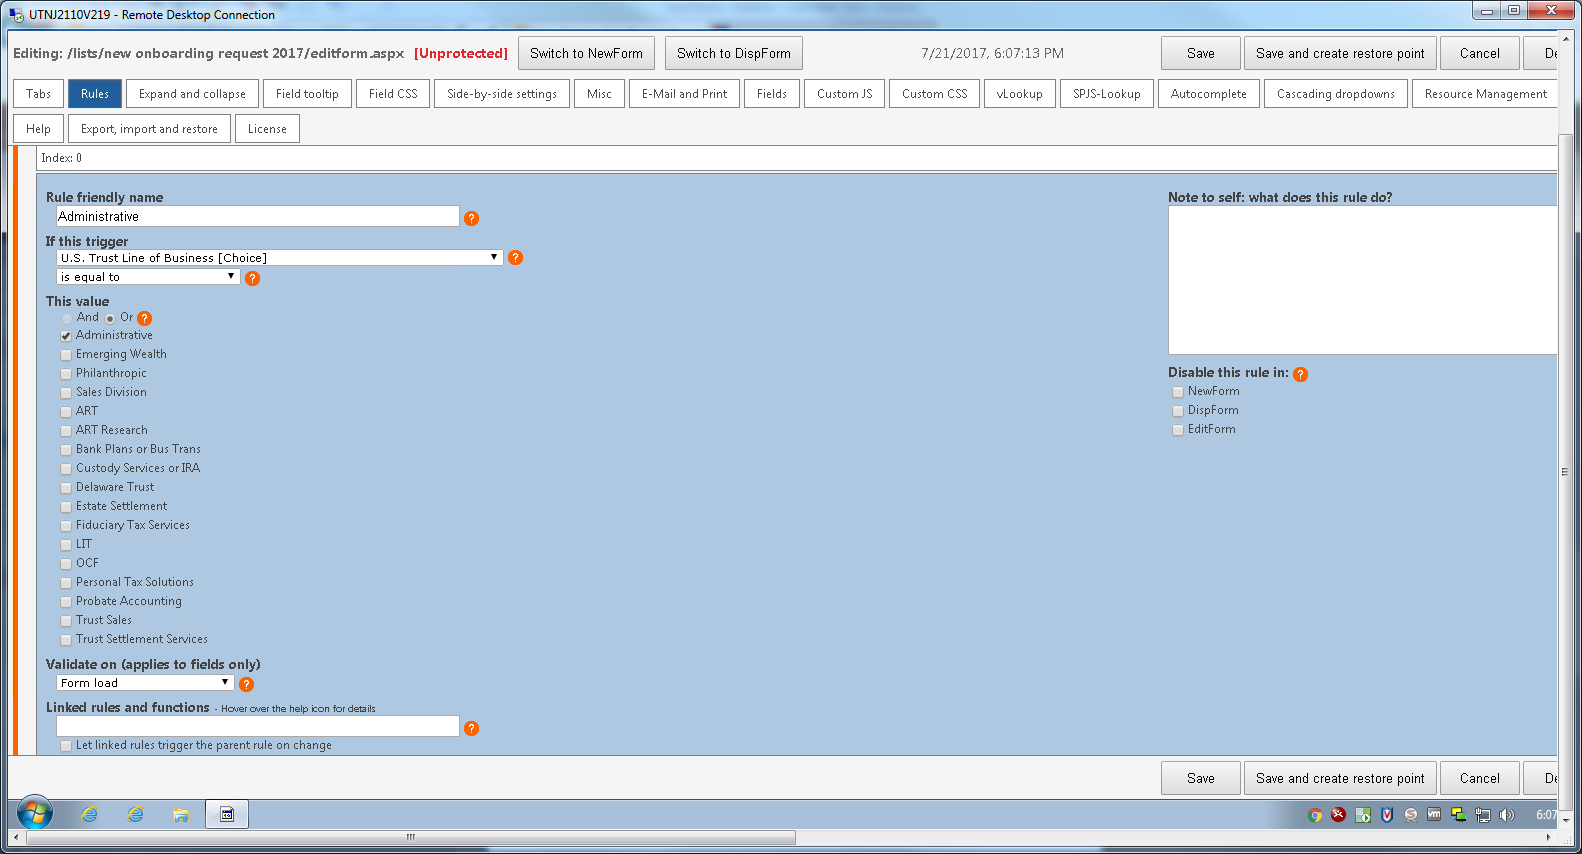 UTNJ2110V219 - Remote Desktop Connection
Editing: /lists/new onboarding request 2017/editform.aspx [Unprotected] Switch to NewForm Switch to DispForm 7/21/2017, 6:07:13 PM Save Save and create restore point Cancel De
Tabs Rules Expand and collapse Field tooltip Field CSS Side-by-side settings Misc E-Mail and Print Fields Custom JS Custom CSS vLookup SPJS-Lookup Autocomplete Cascading dropdowns Resource Management
Help Export, import and restore License
Index: 0
Rule friendly name
Administrative ?
If this trigger
U.S. Trust Line of Business [Choice] ?
is equal to ?
This value
And Or ?
Administrative
Emerging Wealth
Philanthropic
Sales Division
ART
ART Research
Bank Plans or Bus Trans
Custody Services or IRA
Delaware Trust
Estate Settlement
Fiduciary Tax Services
LIT
OCF
Personal Tax Solutions
Probate Accounting
Trust Sales
Trust Settlement Services
Validate on (applies to fields only)
Form load ?
Linked rules and functions - Hover over the help icon for details
?
Let linked rules trigger the parent rule on change
Note to self: what does this rule do?
Disable this rule in: ?
NewForm
DispForm
EditForm
Save Save and create restore point Cancel De
6:07